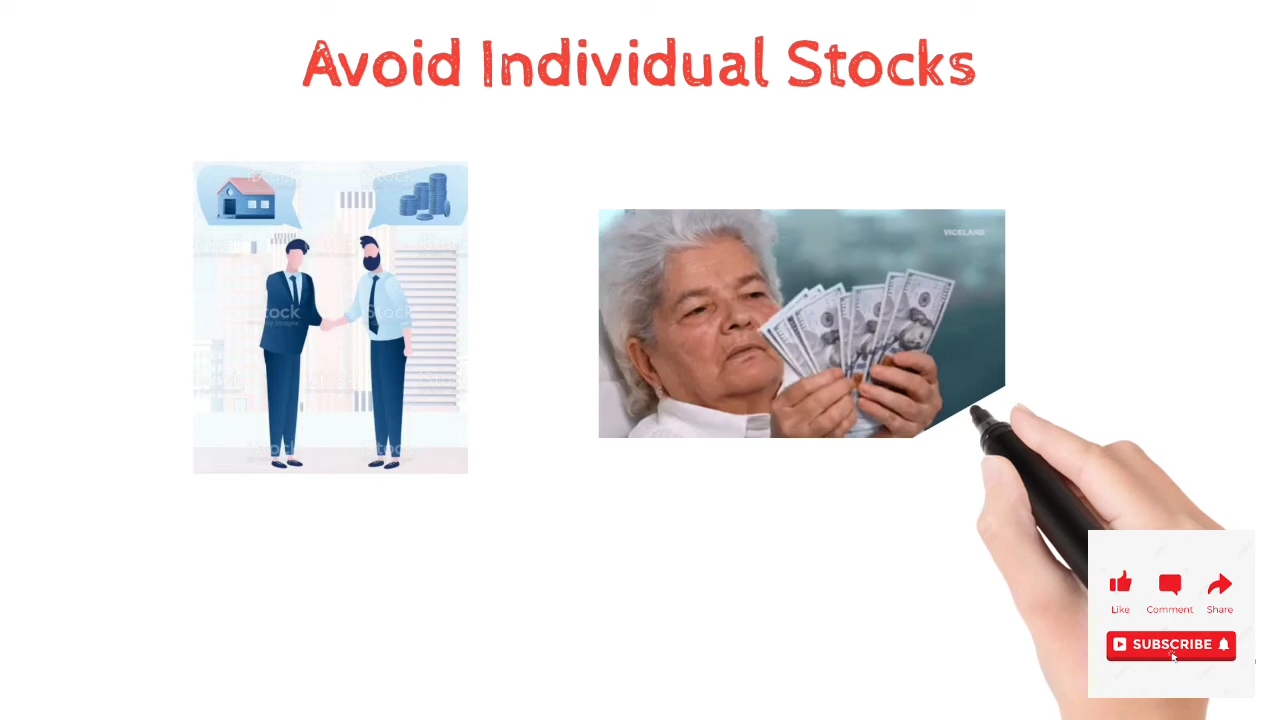 Avoid Individual Stocks
VICELAND
Like
Comment
Share
SUBSCRIBE